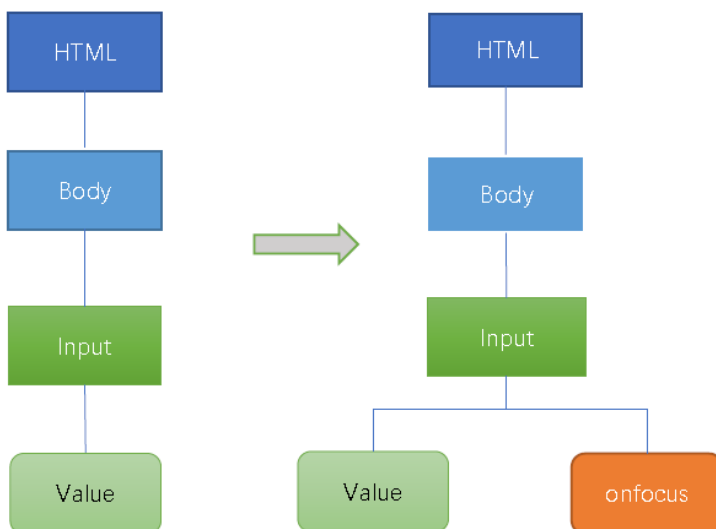 HTML
HTML
Body
Body
Input
Input
Value
Value
onfocus